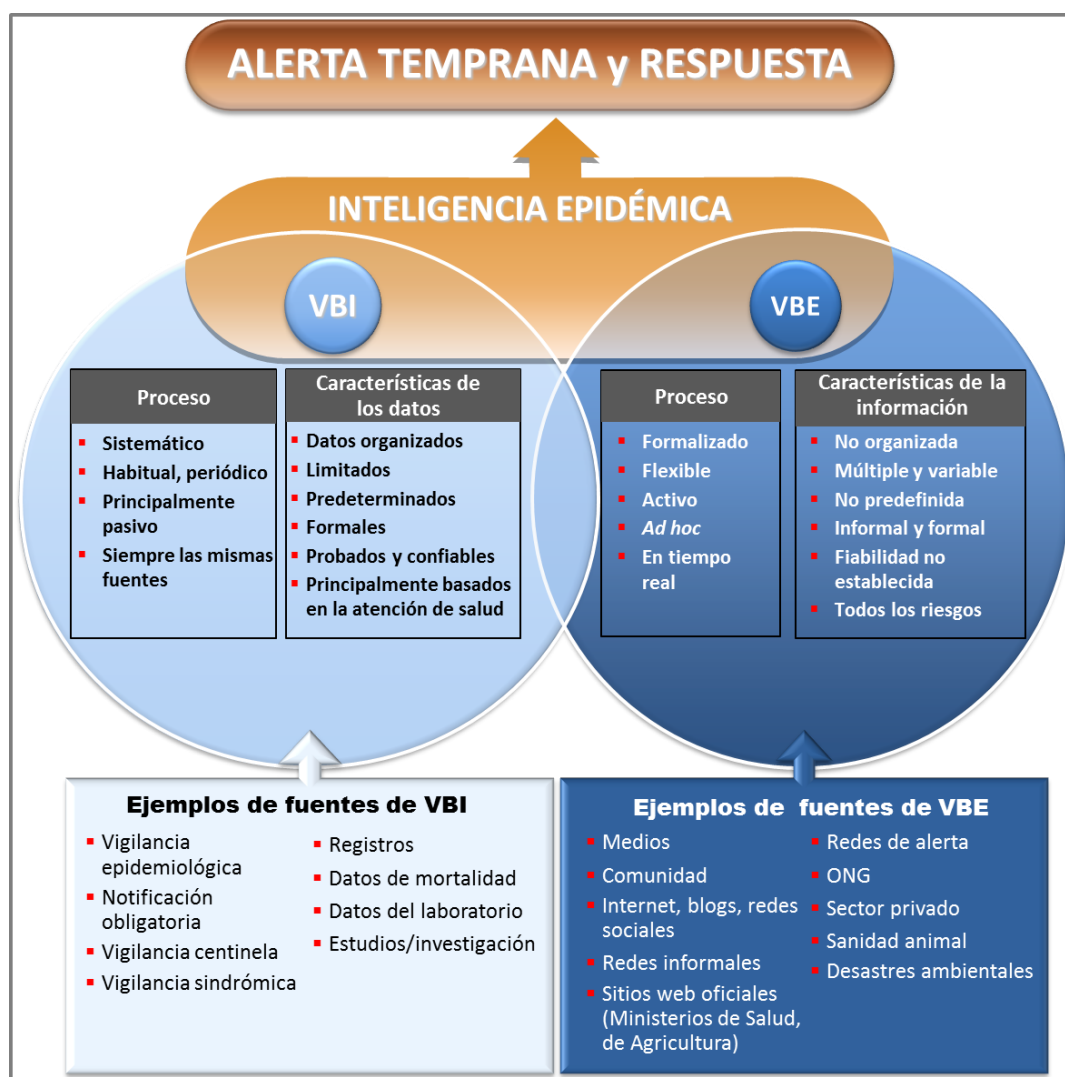 ALERTA TEMPRANA y RESPUESTA
INTELIGENCIA EPIDÉMICA
VBI
VBE
Proceso
▪ Sistemático
▪ Habitual, periódico
▪ Principalmente
pasivo
▪ Siempre las mismas
fuentes
Características de
los datos
▪ Datos organizados
▪ Limitados
▪ Predeterminados
▪ Formales
▪ Probados y confiables
▪ Principalmente basados
en la atención de salud
Proceso
▪ Formalizado
▪ Flexible
▪ Activo
▪ Ad hoc
▪ En tiempo
real
Características de la
información
▪ No organizada
▪ Múltiple y variable
▪ No predefinida
▪ Informal y formal
▪ Fiabilidad no
establecida
▪ Todos los riesgos
Ejemplos de fuentes de VBI
▪ Vigilancia
epidemiológica
▪ Notificación
obligatoria
▪ Vigilancia centinela
▪ Vigilancia sindrómica
▪ Registros
▪ Datos de mortalidad
▪ Datos del laboratorio
▪ Estudios/investigación
Ejemplos de fuentes de VBE
▪ Medios
▪ Comunidad
▪ Internet, blogs, redes
sociales
▪ Redes informales
▪ Sitios web oficiales
(Ministerios de Salud,
de Agricultura)
▪ Redes de alerta
▪ ONG
▪ Sector privado
▪ Sanidad animal
▪ Desastres ambientales